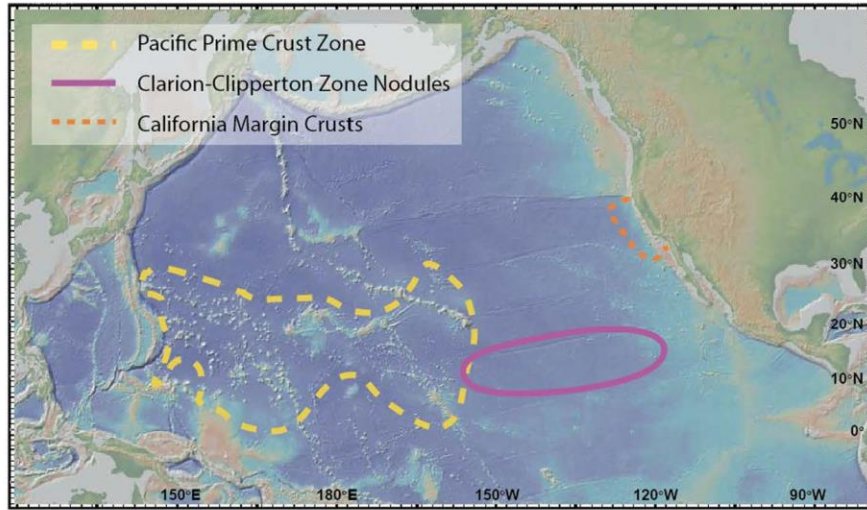 Pacific Prime Crust Zone
Clarion-Clipperton Zone Nodules
California Margin Crusts
50°N
40°N
30°N
20°N
10°N
0°
150°E
180°E
150°W
120°W
90°W